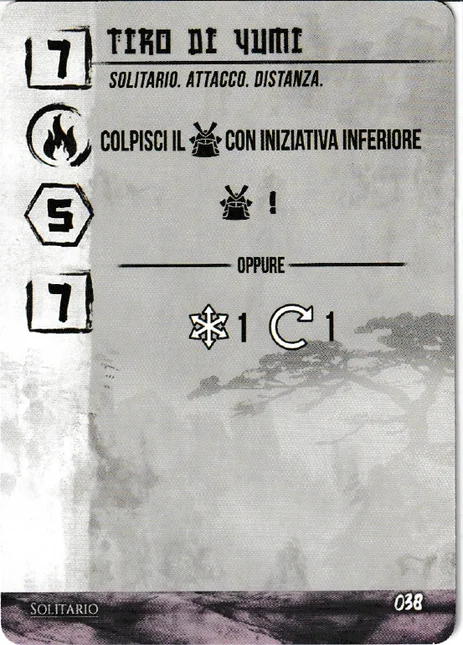 7
TIRO DI YUMI
SOLITARIO. ATTACCO. DISTANZA.
COLPISCI IL CON INIZIATIVA INFERIORE
5
!
OPPURE
7
1 1
SOLITARIO 038